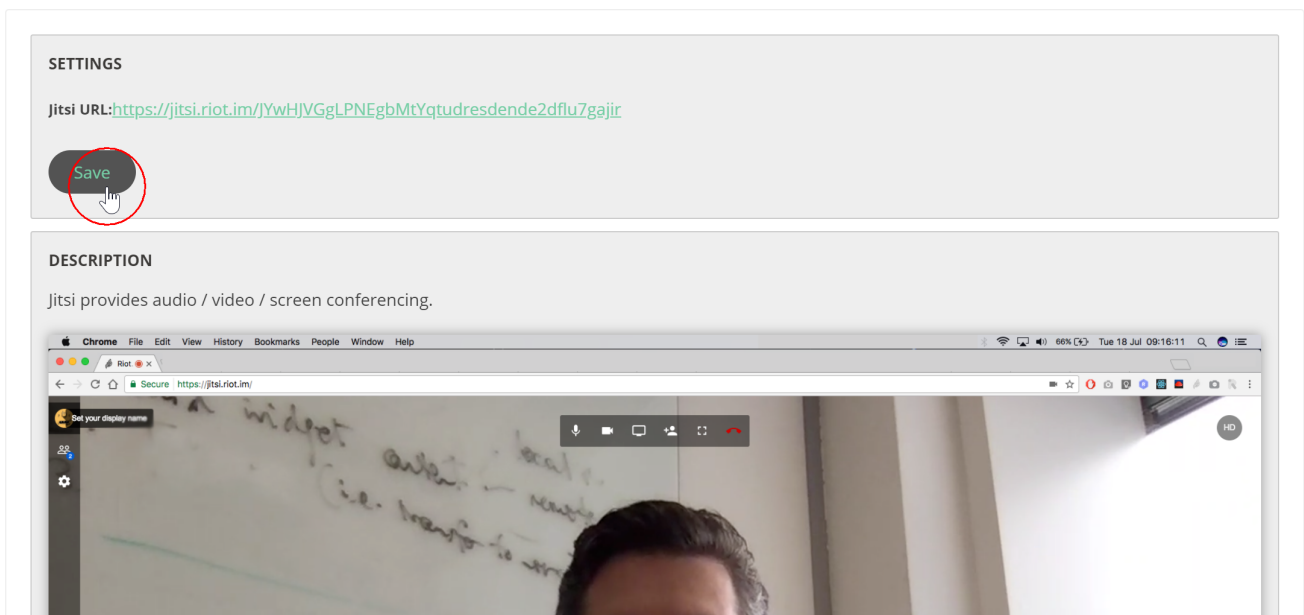 SETTINGS
Jitsi URL:https://jitsi.riot.im/JYwHJVGgLPNEgbMtYqtudresdende2dflu7gajir
Save
DESCRIPTION
Jitsi provides audio / video / screen conferencing.
Chrome File Edit View History Bookmarks People Window Help 66% Tue 18 Jul 09:16:11
Riot
Secure https://jitsi.riot.im/
Set your display name
HD
2
widget
(i.e.